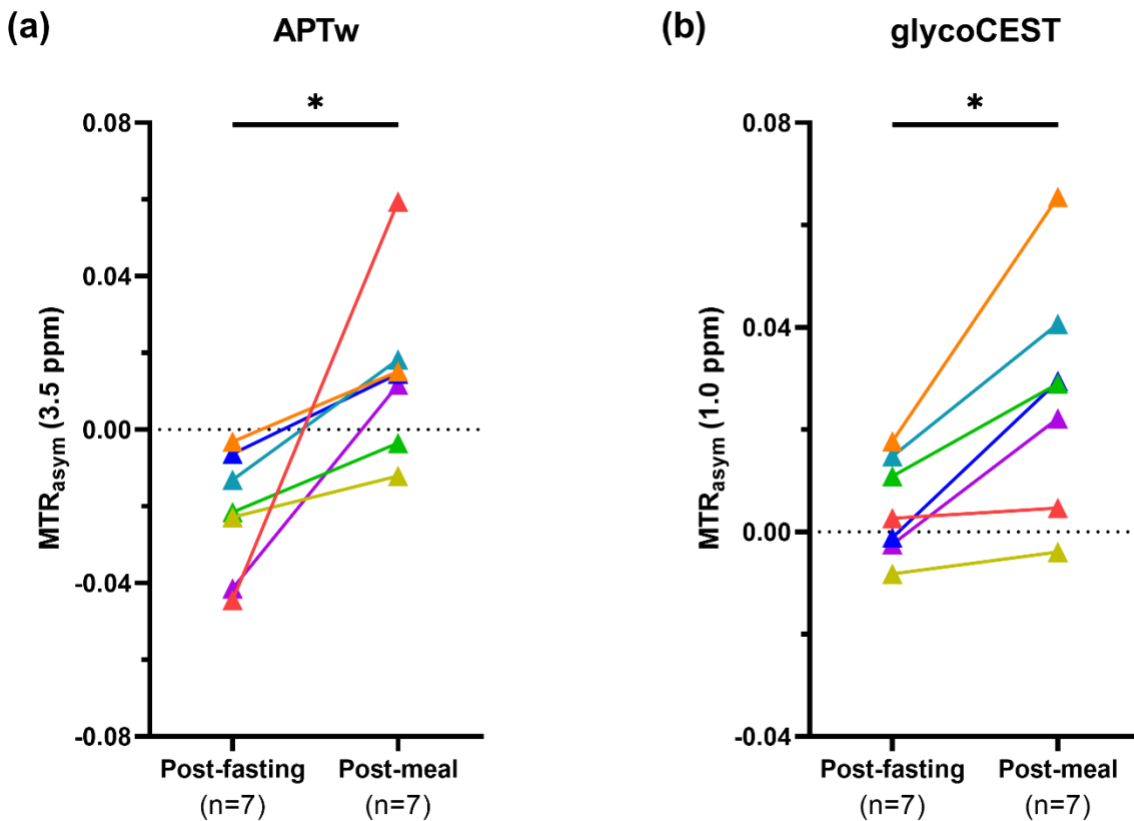 (a) APTw
*
0.08
0.04
0.00
-0.04
-0.08
MTRasym (3.5 ppm)
Post-fasting Post-meal
(n=7) (n=7)
(b) glycoCEST
*
0.08
0.04
0.00
-0.04
MTRasym (1.0 ppm)
Post-fasting Post-meal
(n=7) (n=7)